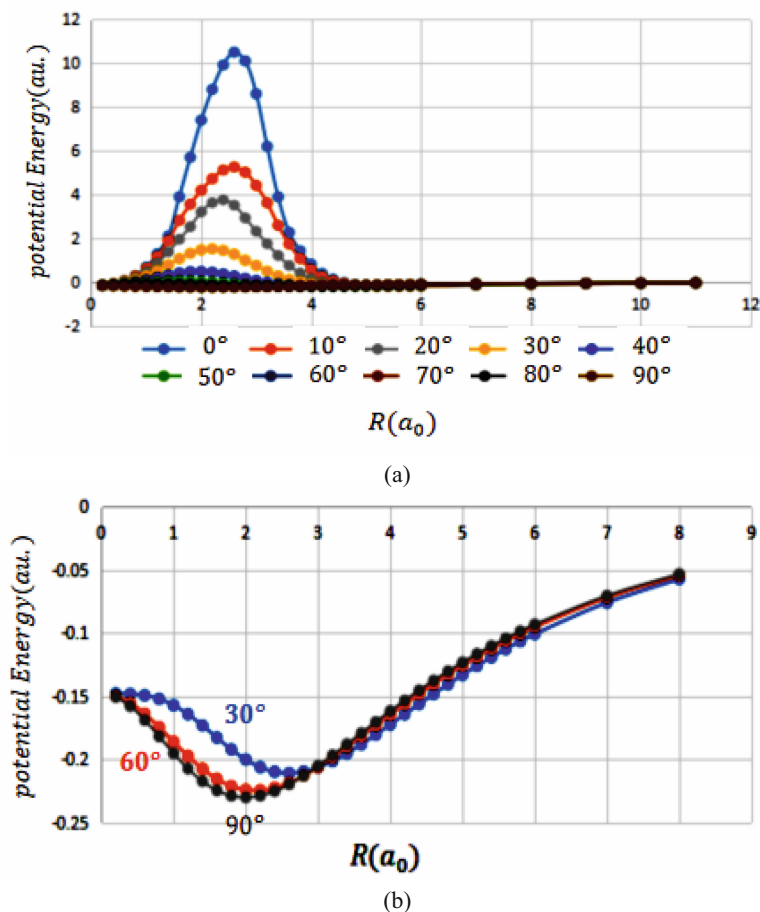 12
10
8
6
4
2
0
-2
potential Energy(au.)
0 2 4 6 8 10 12
0° 10° 20° 30° 40°
50° 60° 70° 80° 90°
R(a₀)
(a)
0
-0.05
-0.1
-0.15
-0.2
-0.25
potential Energy(au.)
0 1 2 3 4 5 6 7 8 9
30°
60°
90°
R(a₀)
(b)